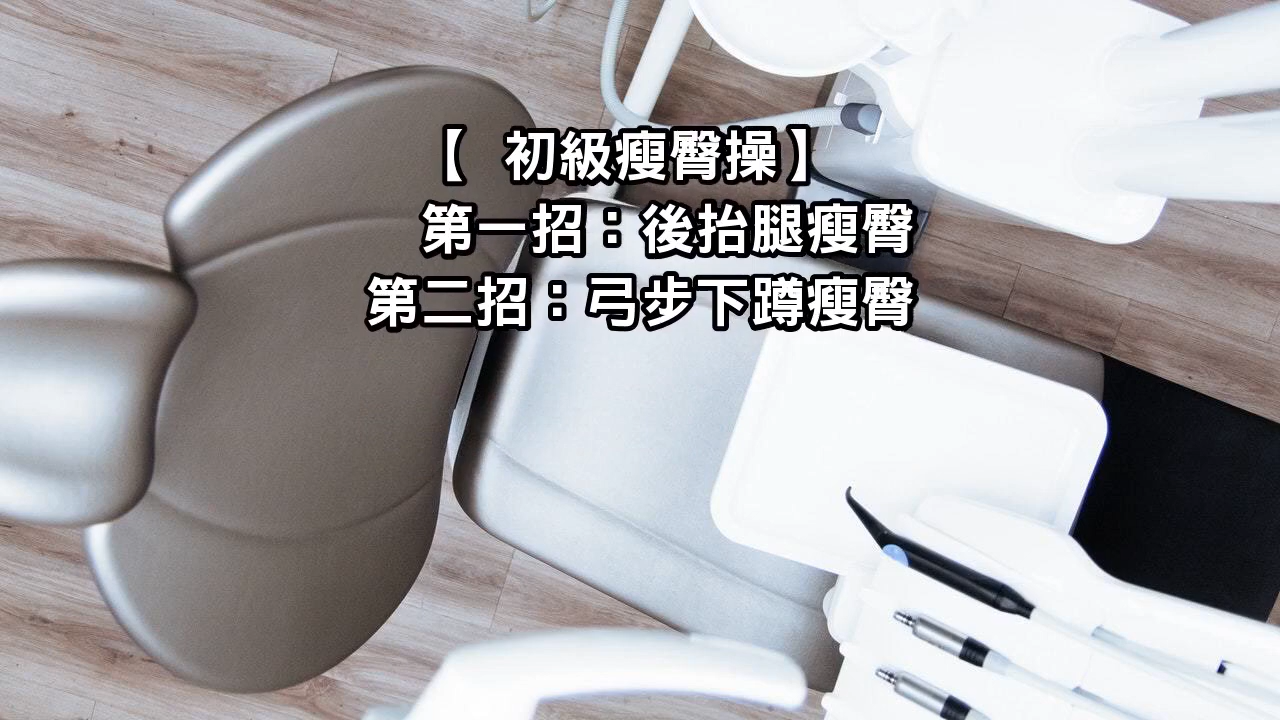 【 初級瘦臀操】
第一招：後抬腿瘦臀
第二招：弓步下蹲瘦臀